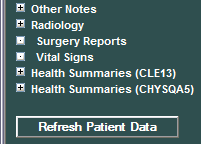 Other Notes
Radiology
Surgery Reports
Vital Signs
Health Summaries (CLE13)
Health Summaries (CHYSQA5)
Refresh Patient Data